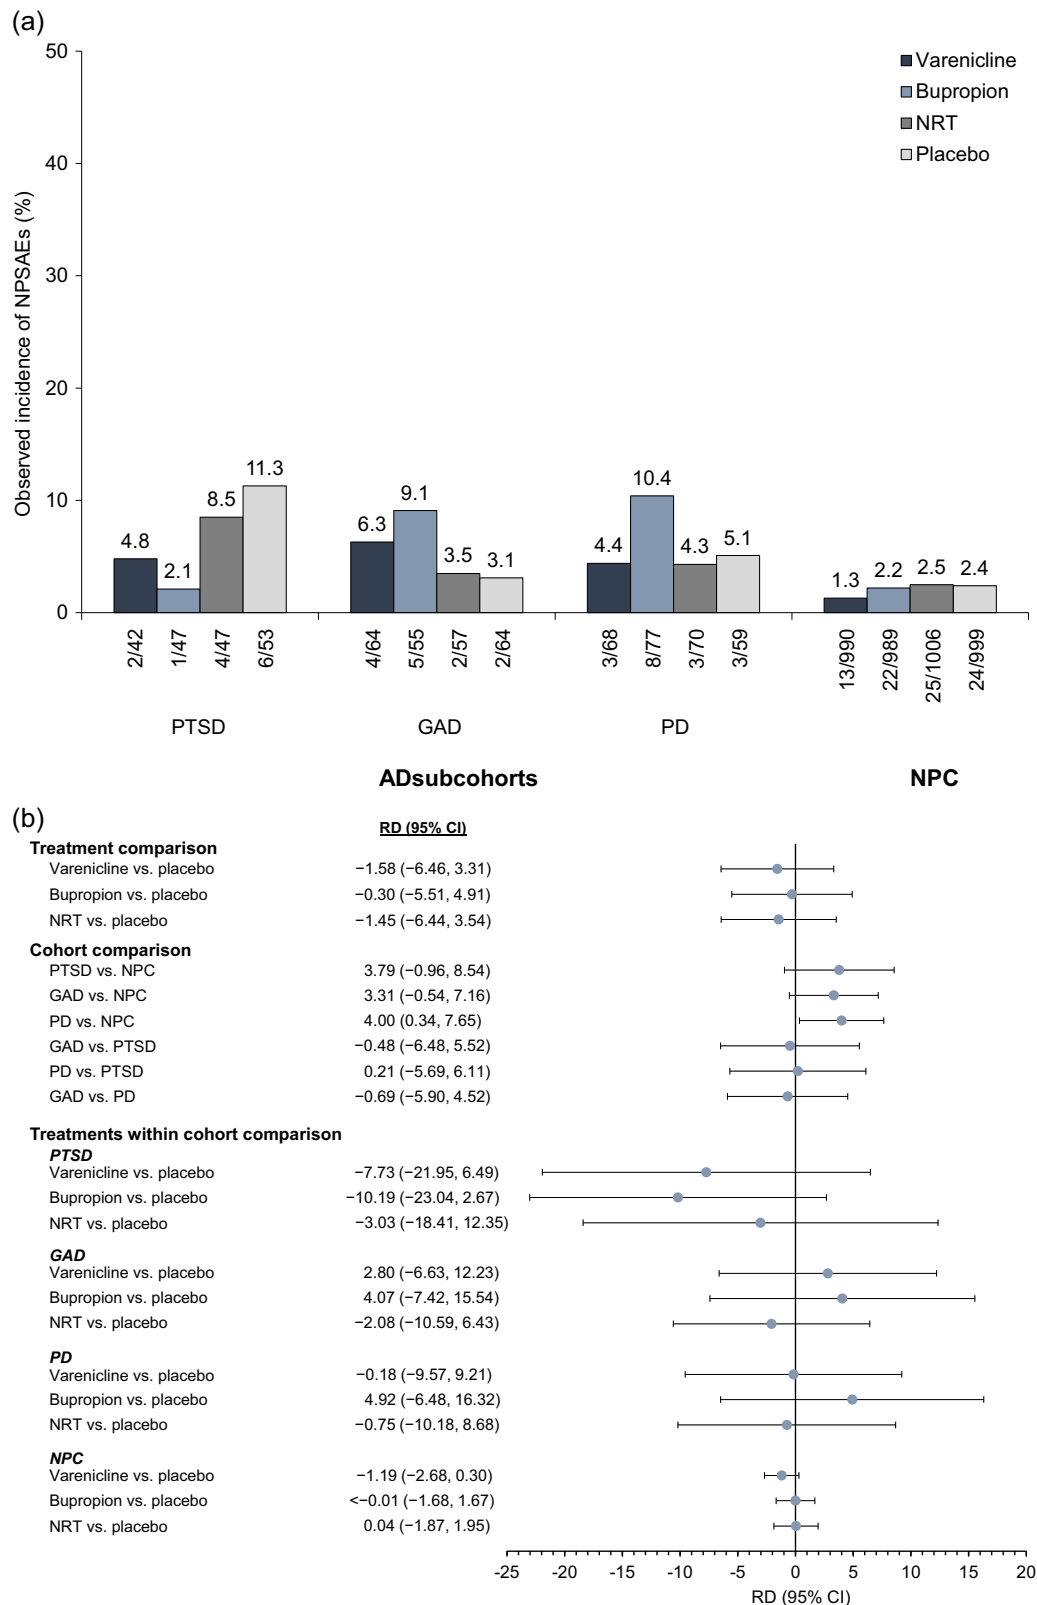 (a)
50
40
30
20
10
0
Observed incidence of NPSAEs (%)
Varenicline
Bupropion
NRT
Placebo
4.8
2.1
8.5
11.3
6.3
9.1
3.5
3.1
4.4
10.4
4.3
5.1
1.3
2.2
2.5
2.4
2/42
1/47
4/47
6/53
4/64
5/55
2/57
2/64
3/68
8/77
3/70
3/59
13/990
22/989
25/1006
24/999
PTSD
GAD
PD
ADsubcohorts
NPC
(b)
RD (95% CI)
Treatment comparison
Varenicline vs. placebo −1.58 (−6.46, 3.31)
Bupropion vs. placebo −0.30 (−5.51, 4.91)
NRT vs. placebo −1.45 (−6.44, 3.54)
Cohort comparison
PTSD vs. NPC 3.79 (−0.96, 8.54)
GAD vs. NPC 3.31 (−0.54, 7.16)
PD vs. NPC 4.00 (0.34, 7.65)
GAD vs. PTSD −0.48 (−6.48, 5.52)
PD vs. PTSD 0.21 (−5.69, 6.11)
GAD vs. PD −0.69 (−5.90, 4.52)
Treatments within cohort comparison
PTSD
Varenicline vs. placebo −7.73 (−21.95, 6.49)
Bupropion vs. placebo −10.19 (−23.04, 2.67)
NRT vs. placebo −3.03 (−18.41, 12.35)
GAD
Varenicline vs. placebo 2.80 (−6.63, 12.23)
Bupropion vs. placebo 4.07 (−7.42, 15.54)
NRT vs. placebo −2.08 (−10.59, 6.43)
PD
Varenicline vs. placebo −0.18 (−9.57, 9.21)
Bupropion vs. placebo 4.92 (−6.48, 16.32)
NRT vs. placebo −0.75 (−10.18, 8.68)
NPC
Varenicline vs. placebo −1.19 (−2.68, 0.30)
Bupropion vs. placebo <−0.01 (−1.68, 1.67)
NRT vs. placebo 0.04 (−1.87, 1.95)
-25 -20 -15 -10 -5 0 5 10 15 20
RD (95% CI)